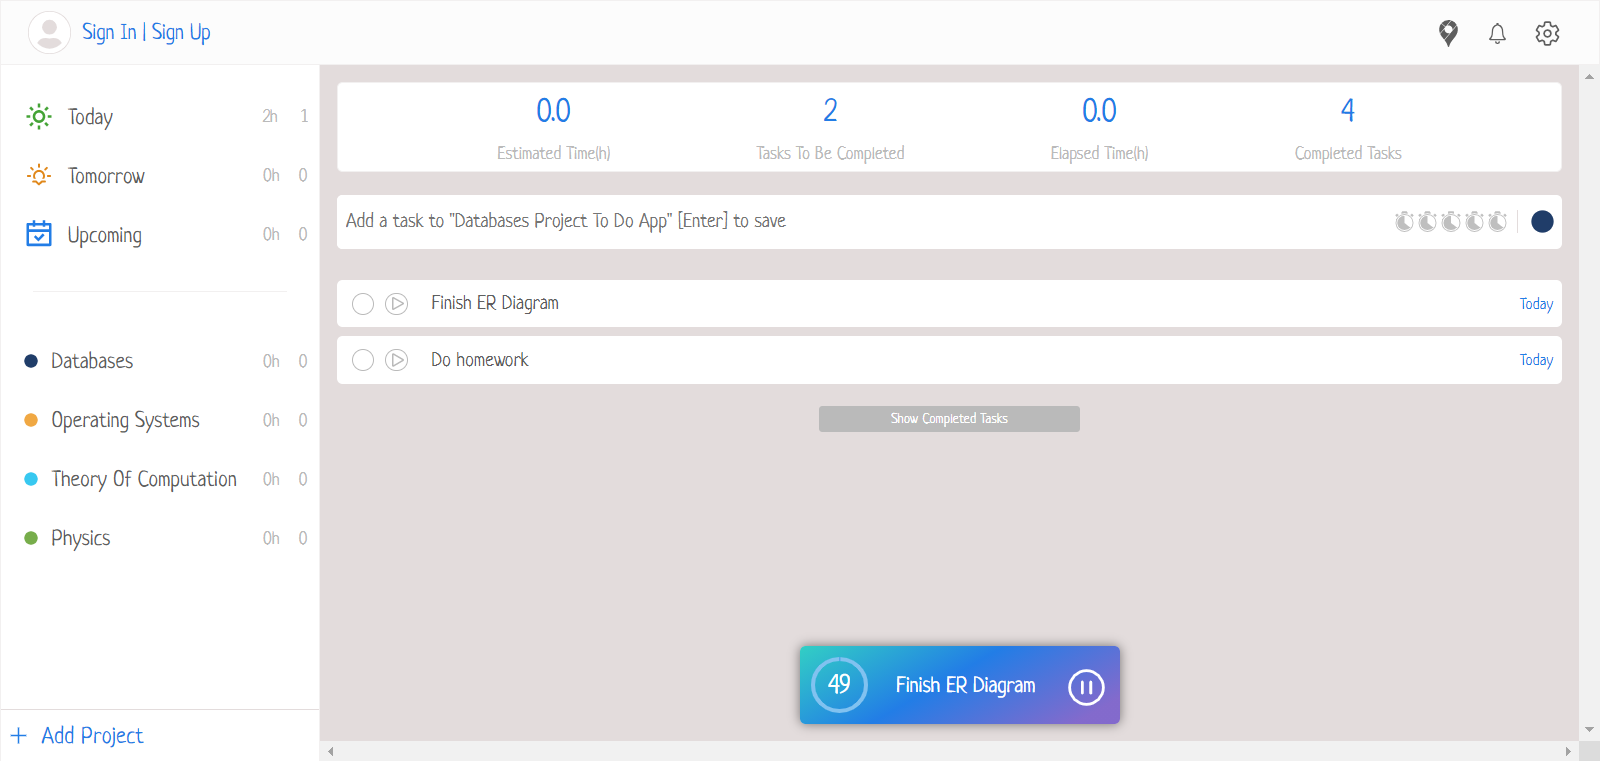 Sign In | Sign Up
Today 2h 1
Tomorrow 0h 0
Upcoming 0h 0
Databases 0h 0
Operating Systems 0h 0
Theory Of Computation 0h 0
Physics 0h 0
+ Add Project
0.0 2 0.0 4
Estimated Time(h) Tasks To Be Completed Elapsed Time(h) Completed Tasks
Add a task to "Databases Project To Do App" [Enter] to save
Finish ER Diagram Today
Do homework Today
Show Completed Tasks
49 Finish ER Diagram